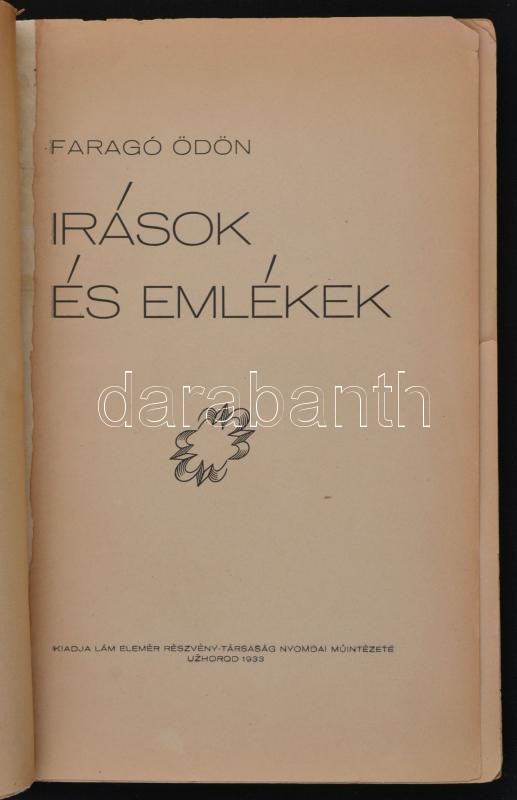 FARAGÓ ÖDÖN
IRÁSOK
ÉS EMLÉKEK
darabanth
KIADJA LÁM ELEMÉR RÉSZVÉNY-TÁRSASÁG NYOMDAI MŰINTÉZETE
UŽHOROD 1933